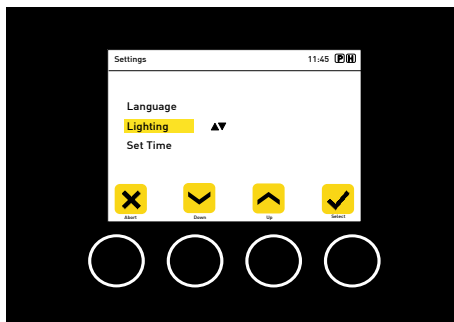 Settings 11:45 P H
Language
Lighting
Set Time
Abort Down Up Select